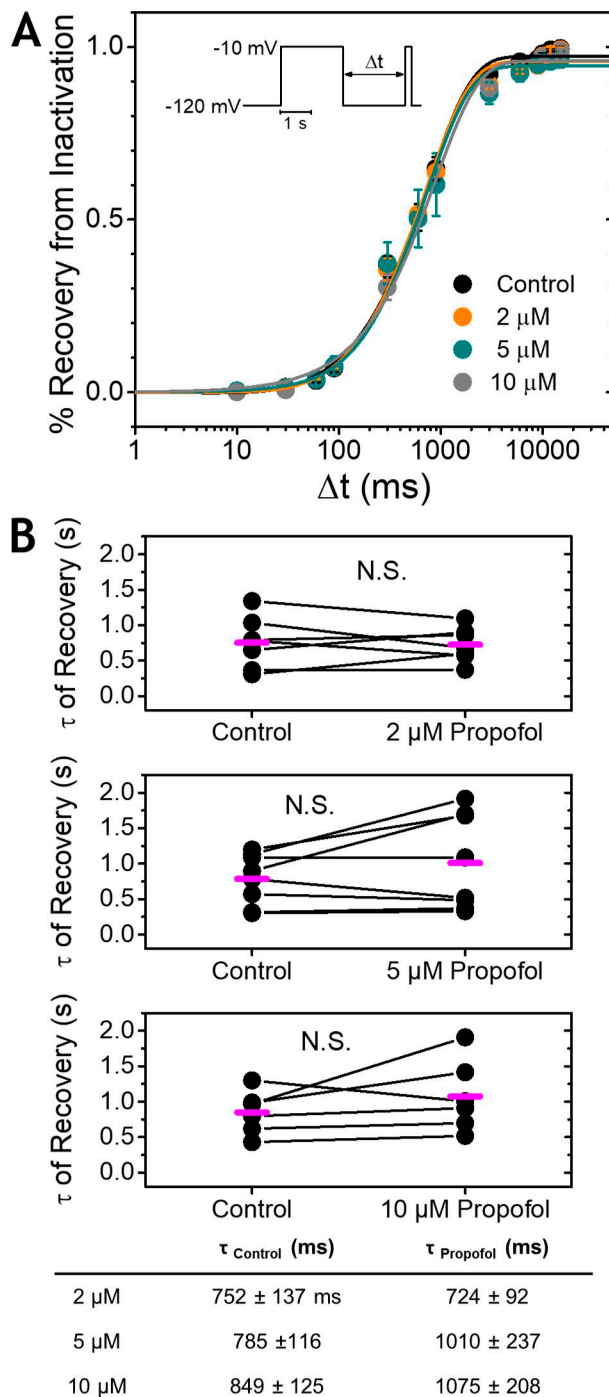 A
% Recovery from Inactivation
1.0
0.5
0.0
-10 mV
Δt
-120 mV
1 s
Control
2 μM
5 μM
10 μM
1 10 100 1000 10000
Δt (ms)
B
τ of Recovery (s)
2.0
1.5
1.0
0.5
0.0
N.S.
Control 2 µM Propofol
τ of Recovery (s)
2.0
1.5
1.0
0.5
0.0
N.S.
Control 5 µM Propofol
τ of Recovery (s)
2.0
1.5
1.0
0.5
0.0
N.S.
Control 10 µM Propofol
τ Control (ms) τ Propofol (ms)
2 µM 752 ± 137 ms 724 ± 92
5 µM 785 ±116 1010 ± 237
10 µM 849 ± 125 1075 ± 208